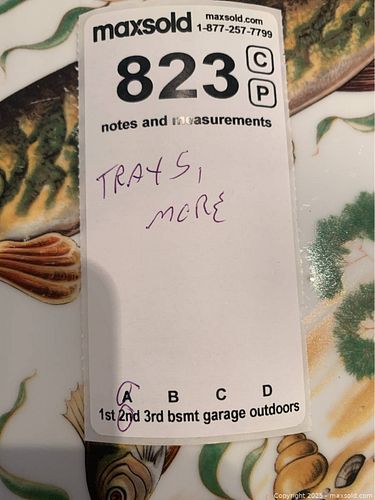 maxsold maxsold.com
1-877-257-7799
823 C
P
notes and measurements
TRAYS,
MORE
A B C D
1st 2nd 3rd bsmt garage outdoors
Copyright 2025 - maxsold.com